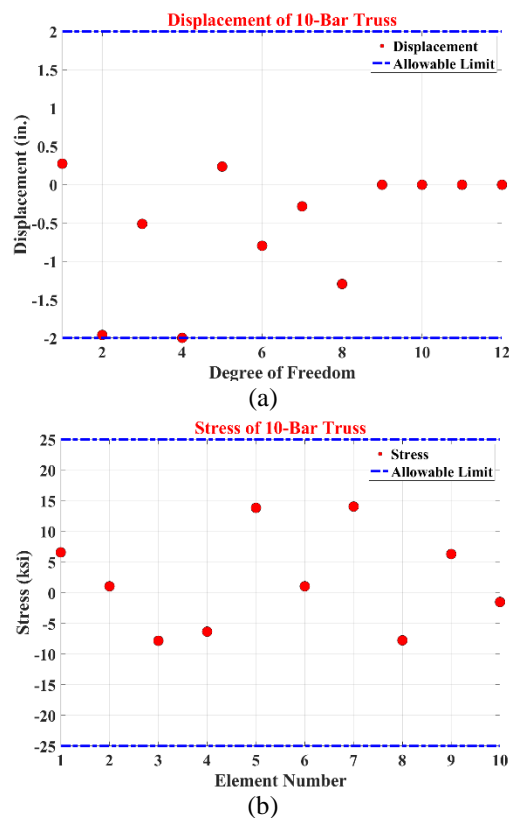 Displacement of 10-Bar Truss
2
1.5
1
0.5
0
-0.5
-1
-1.5
-2
Displacement (in.)
Displacement
Allowable Limit
2 4 6 8 10 12
Degree of Freedom
(a)
Stress of 10-Bar Truss
25
20
15
10
5
0
-5
-10
-15
-20
-25
Stress (ksi)
Stress
Allowable Limit
1 2 3 4 5 6 7 8 9 10
Element Number
(b)